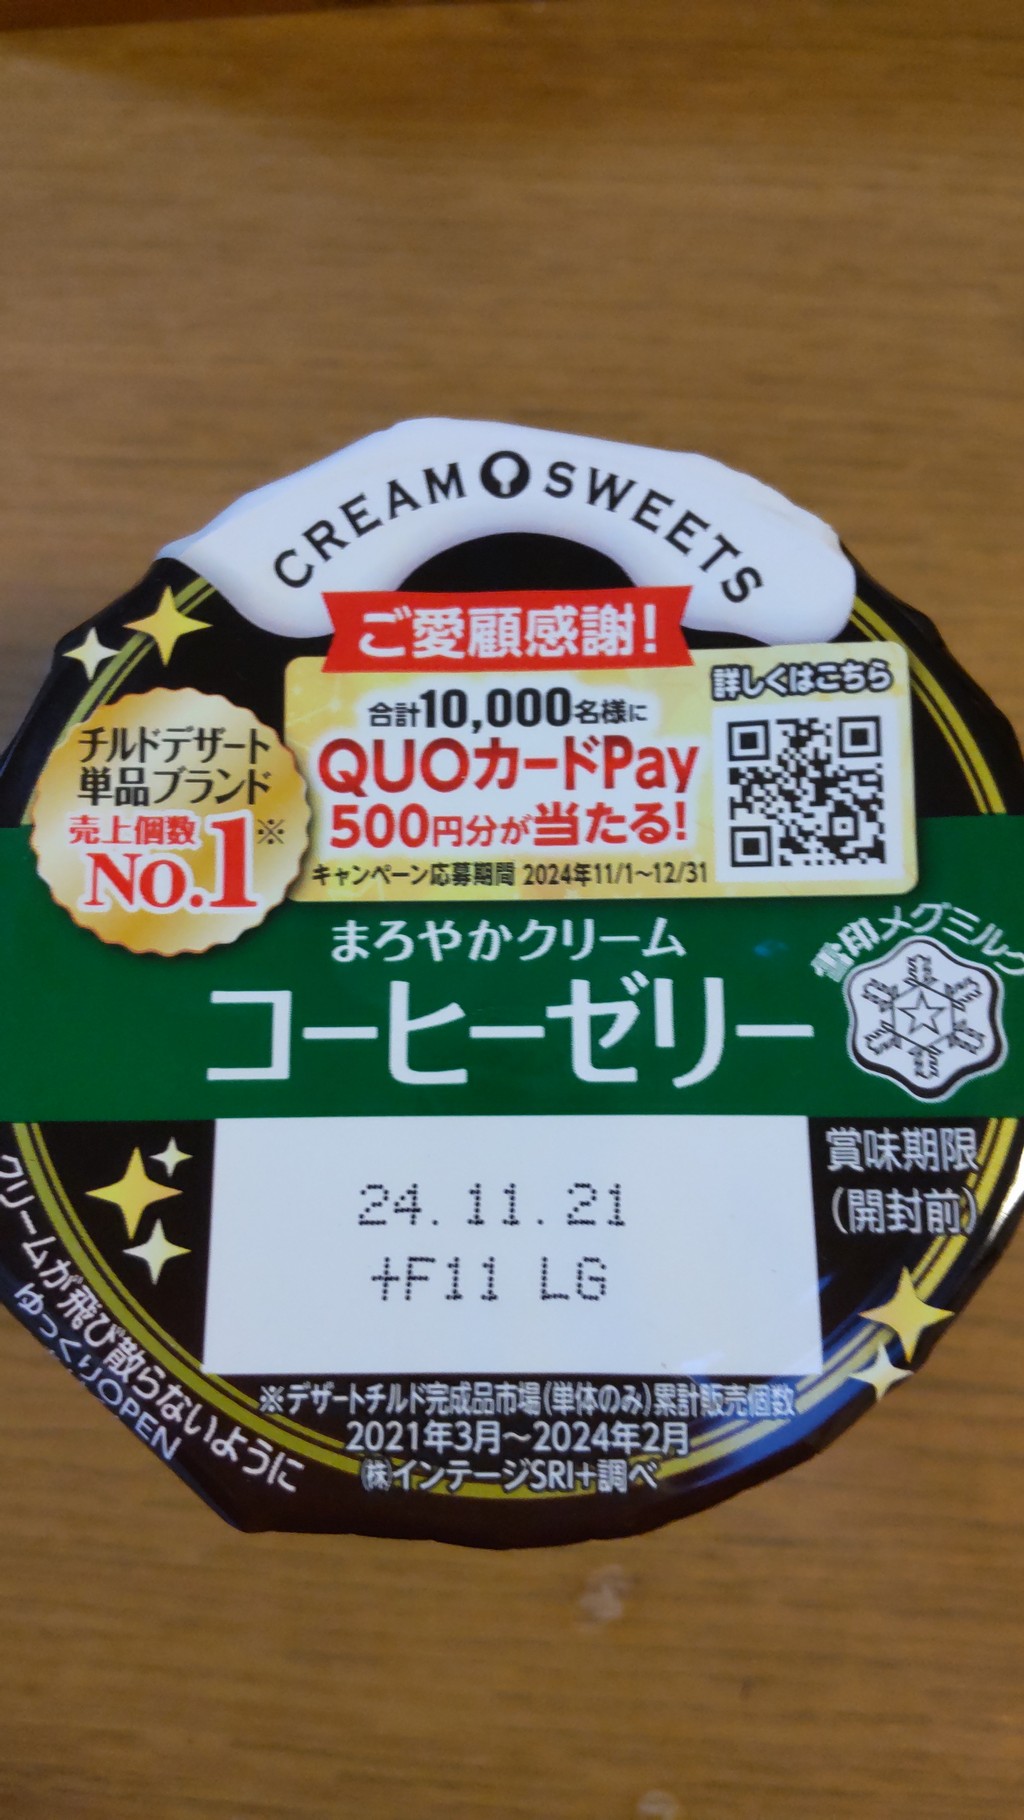 CREAM SWEETS
ご愛顧感謝!
詳しくはこちら
合計10,000名様に
QUOカードPay
500円分が当たる!
キャンペーン応募期間 2024年11/1～12/31
チルドデザート
単品ブランド
売上個数
No.1※
まろやかクリーム
コーヒーゼリー
雪印メグミルク
賞味期限
(開封前)
24.11.21
+F11 LG
クリームが飛び散らないように
ゆっくりOPEN
※デザートチルド完成品市場(単体のみ)累計販売個数
2021年3月～2024年2月
㈱インテージSRI+調べ